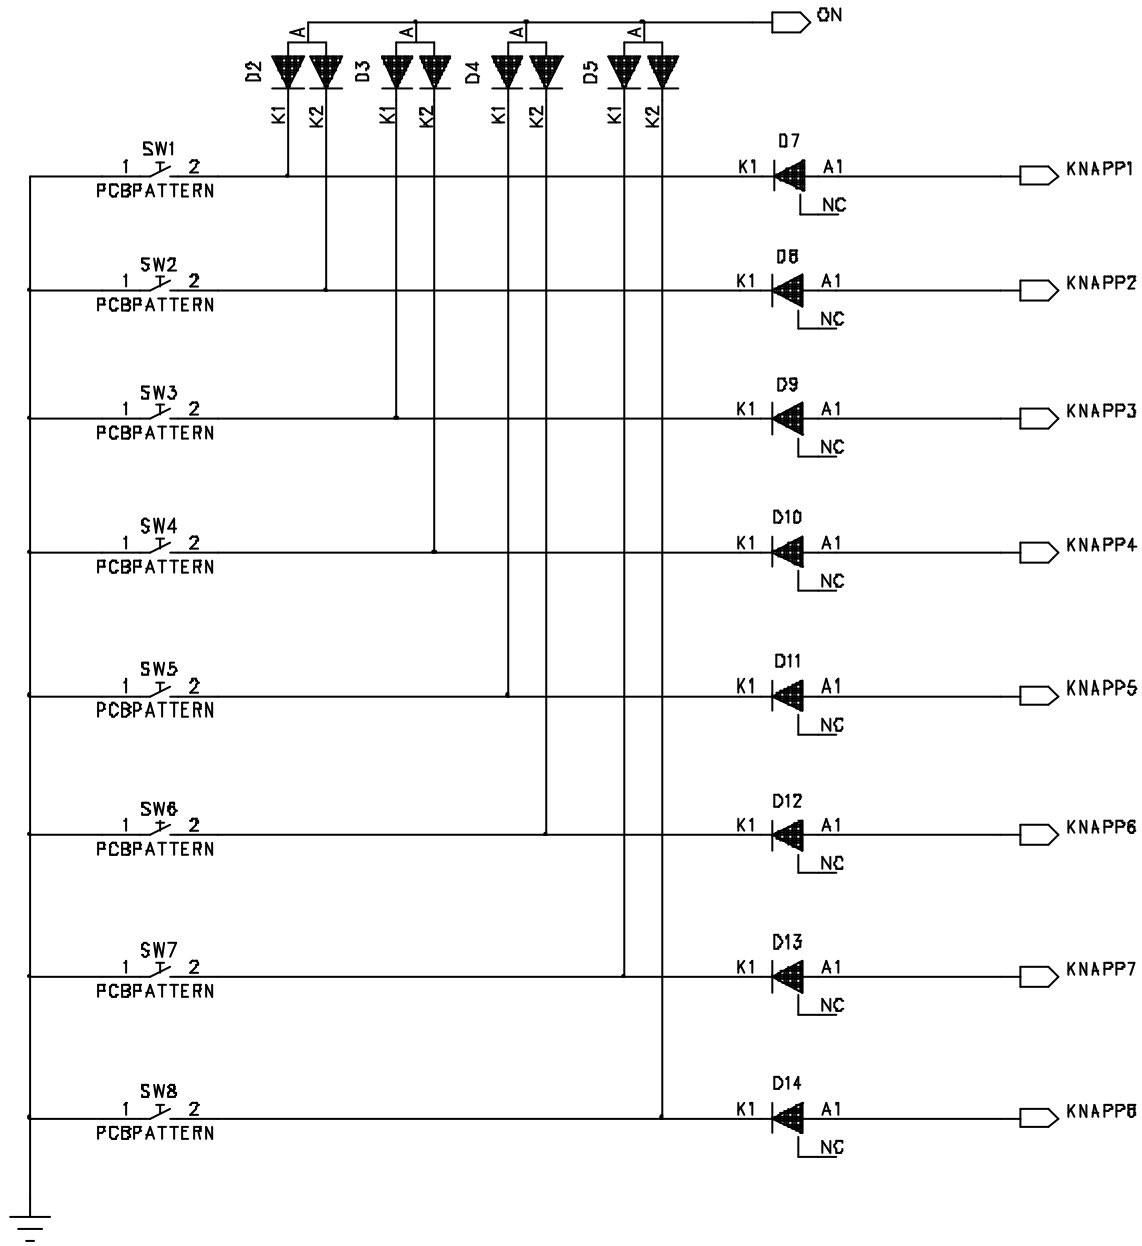 ON
A A A A
D2 D3 D4 D5
K1 K2 K1 K2 K1 K2 K1 K2
SW1 D7
1 2 K1 A1 KNAPP1
PCBPATTERN NC
SW2 D8
1 2 K1 A1 KNAPP2
PCBPATTERN NC
SW3 D9
1 2 K1 A1 KNAPP3
PCBPATTERN NC
SW4 D10
1 2 K1 A1 KNAPP4
PCBPATTERN NC
SW5 D11
1 2 K1 A1 KNAPP5
PCBPATTERN NC
SW6 D12
1 2 K1 A1 KNAPP6
PCBPATTERN NC
SW7 D13
1 2 K1 A1 KNAPP7
PCBPATTERN NC
SW8 D14
1 2 K1 A1 KNAPP8
PCBPATTERN NC